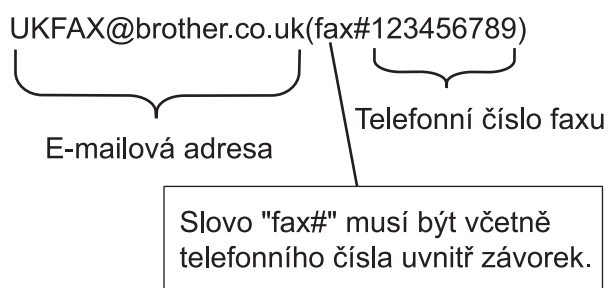 UKFAX@brother.co.uk(fax#123456789)
Telefonní číslo faxu
E-mailová adresa
Slovo "fax#" musí být včetně
telefonního čísla uvnitř závorek.